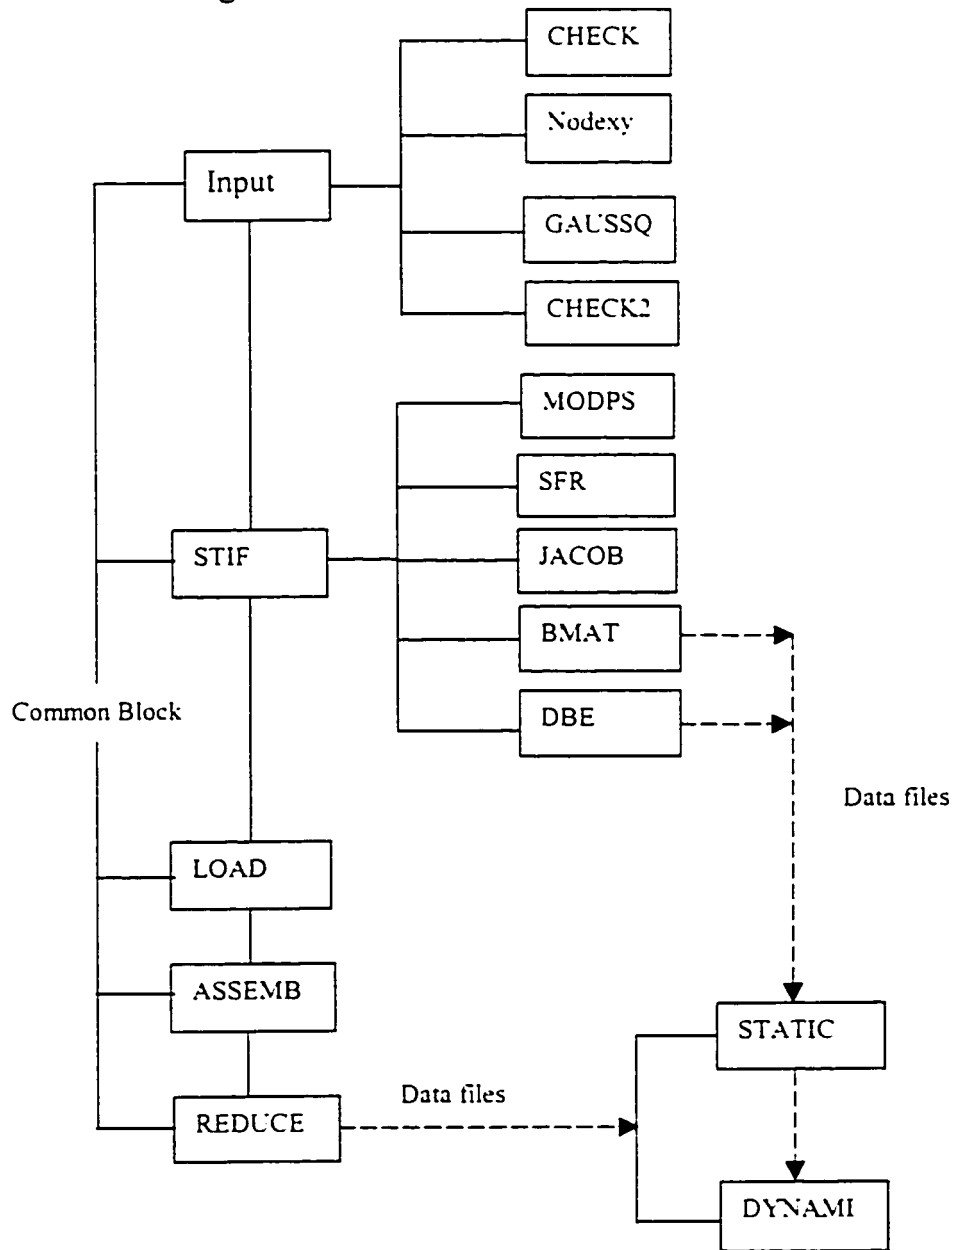 CHECK
Nodexy
Input
GAUSSQ
CHECK2
MODPS
SFR
STIF
JACOB
BMAT
DBE
Common Block
Data files
LOAD
ASSEMB
STATIC
Data files
REDUCE
DYNAMI